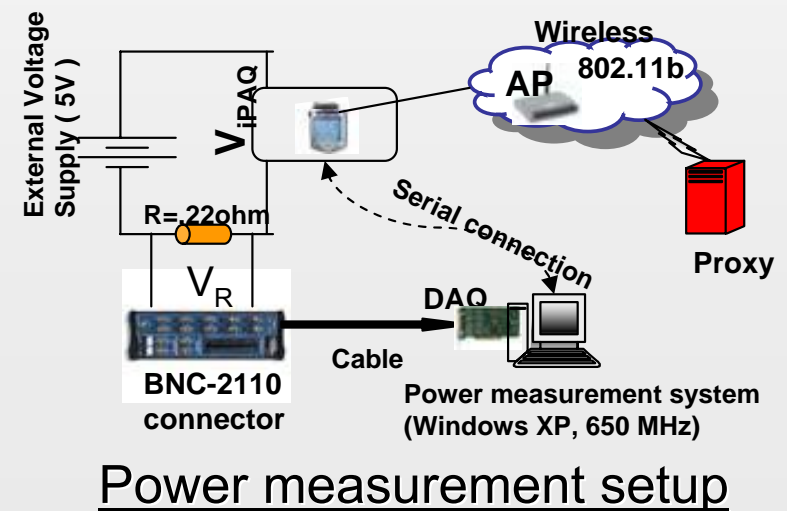 Wireless
802.11b
AP
External Voltage
Supply ( 5V )
V iPAQ
R=.22ohm
Serial connection
Proxy
VR
DAQ
Cable
BNC-2110
connector
Power measurement system
(Windows XP, 650 MHz)
Power measurement setup